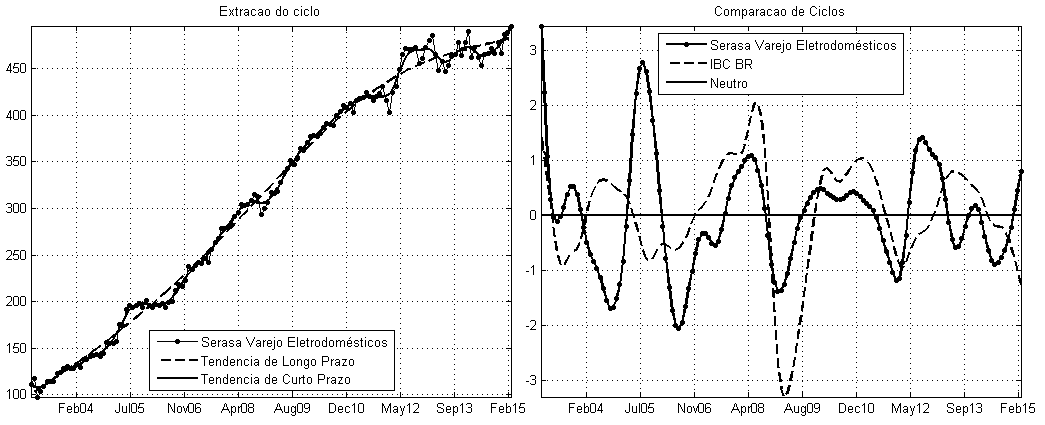 Extracao do ciclo
450
400
350
300
250
200
150
100
Feb04 Jul05 Nov06 Apr08 Aug09 Dec10 May12 Sep13 Feb15
Serasa Varejo Eletrodomésticos
Tendencia de Longo Prazo
Tendencia de Curto Prazo
Comparacao de Ciclos
3
2
1
0
-1
-2
-3
Feb04 Jul05 Nov06 Apr08 Aug09 Dec10 May12 Sep13 Feb15
Serasa Varejo Eletrodomésticos
IBC BR
Neutro